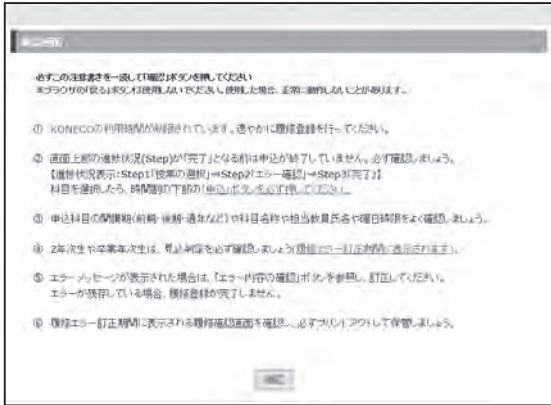 必ずこの注意書きを一読して「確認」ボタンを押してください
※ブラウザの「戻る」ボタンは使用しないでください。使用した場合、正常に動作しないことがあります。
① KONECOの利用時間が制限されています。速やかに履修登録を行ってください。
② 画面上部の進捗状況(Step)が「完了」となる前は申込が終了していません。必ず確認しましょう。
【進捗状況表示:Step1「授業の選択」⇒Step2「エラー確認」⇒Step3「完了」】
科目を選択したら、時間割の下部の「申込」ボタンを必ず押してください。
③ 申込科目の開講期(前期・後期・通年など)や科目名称や担当教員氏名や曜日時限をよく確認しましょう。
④ 2年次生や卒業年次生は、見込判定を必ず確認しましょう(履修エラー訂正期間に表示されます)。
⑤ エラーメッセージが表示された場合は、「エラー内容の確認」ボタンを参照し、訂正してください。
エラーが残存している場合、履修登録が完了しません。
⑥ 履修エラー訂正期間に表示される履修確認画面を確認し、必ずプリントアウトして保管しましょう。